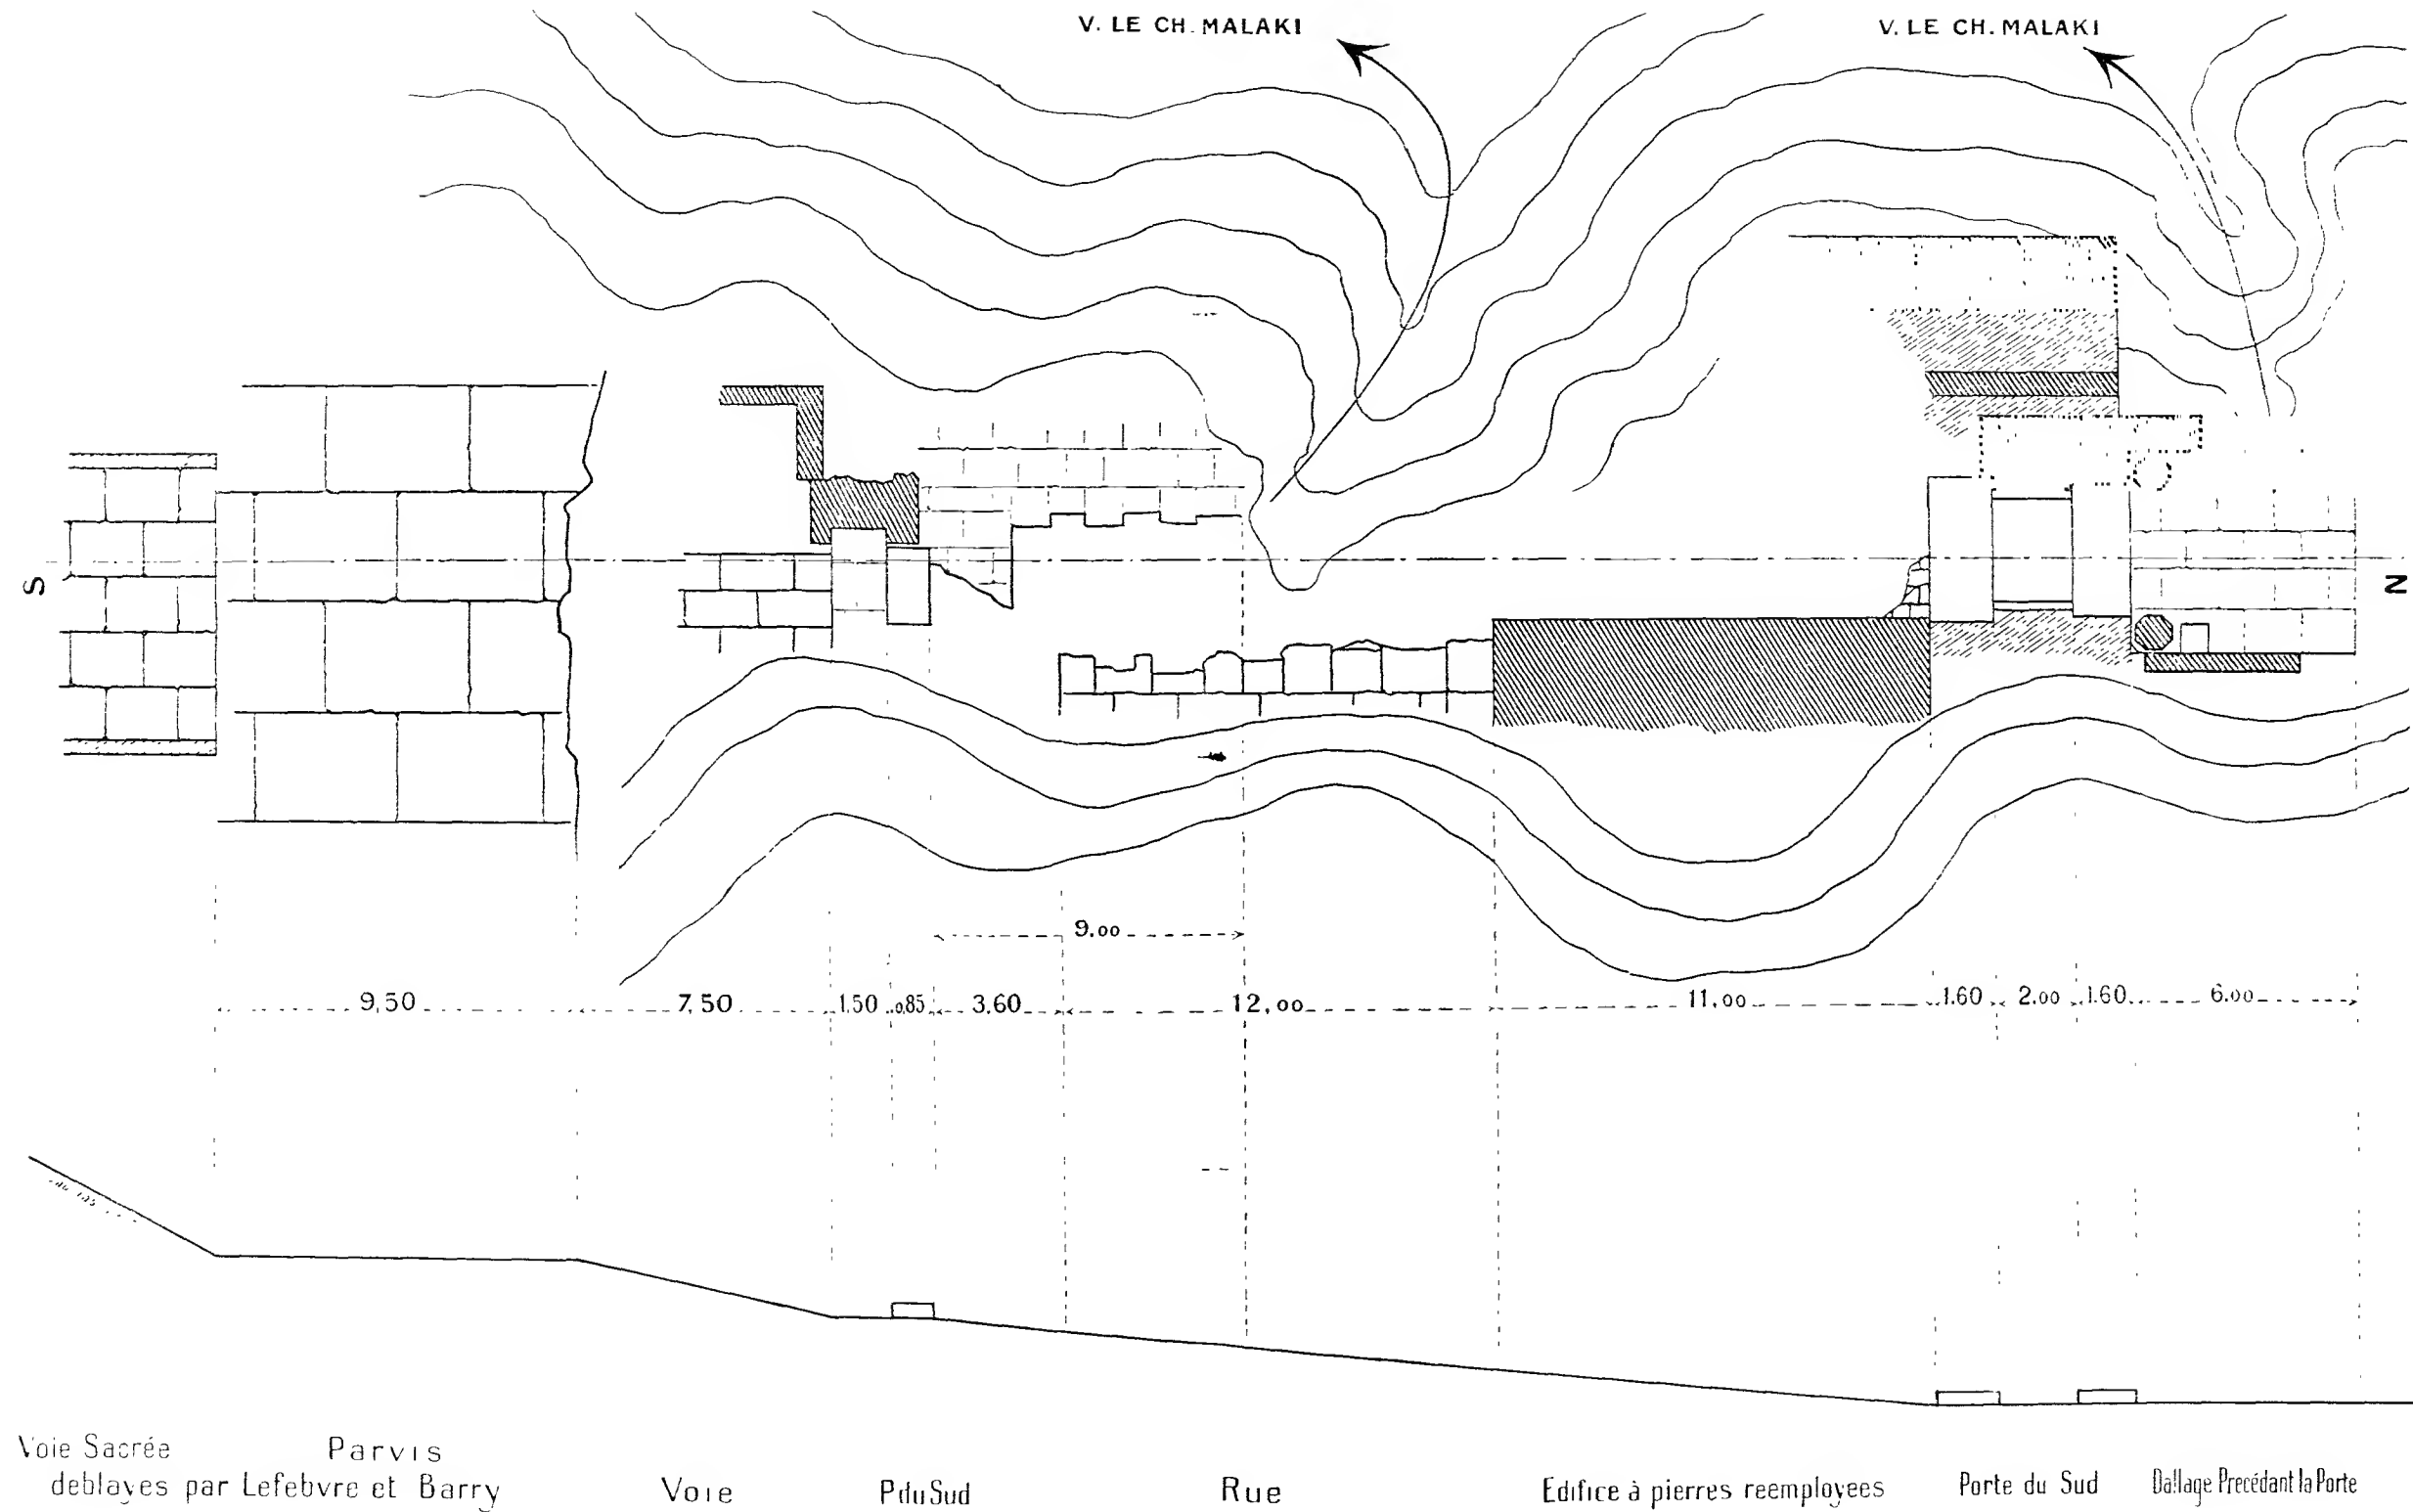 V. LE CH. MALAKI
V. LE CH. MALAKI
S
N
9.00
9,50
7,50
1.50
0,85
3.60
12,00
11,00
1.60
2.00
1.60
6.00
Voie Sacrée
Parvis
deblayes par Lefebvre et Barry
Voie
P. du Sud
Rue
Edifice à pierres reemployees
Porte du Sud
Dallage Precédant la Porte